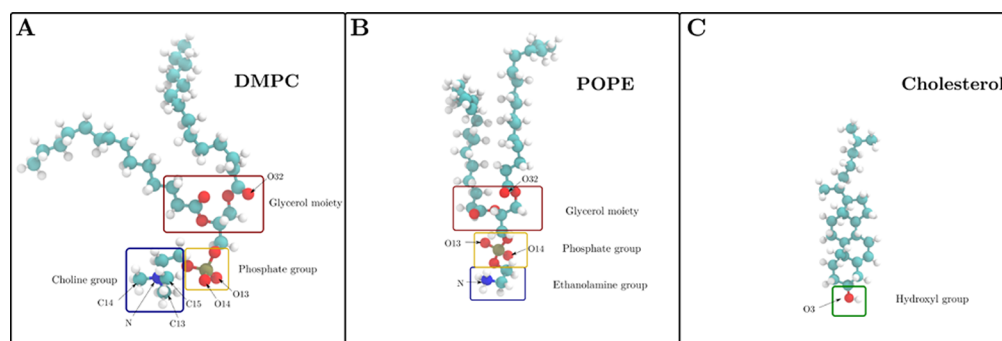 A
DMPC
O32
Glycerol moiety
Choline group
Phosphate group
C14
O13
C15
O14
N
C13
B
POPE
O32
Glycerol moiety
O13
O14
Phosphate group
N
Ethanolamine group
C
Cholesterol
O3
Hydroxyl group